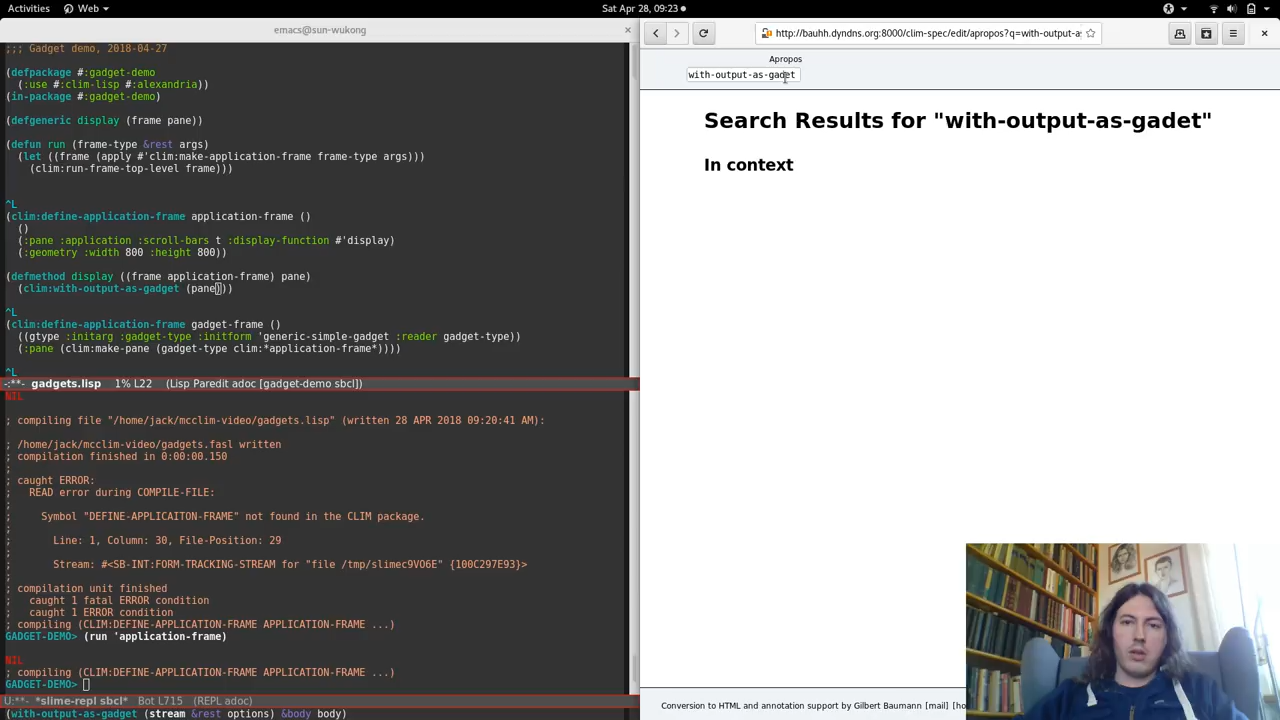 Activities Web Sat Apr 28, 09:23
emacs@sun-wukong
;;; Gadget demo, 2018-04-27
(defpackage #:gadget-demo
(:use #:clim-lisp #:alexandria))
(in-package #:gadget-demo)
(defgeneric display (frame pane))
(defun run (frame-type &rest args)
(let ((frame (apply #'clim:make-application-frame frame-type args)))
(clim:run-frame-top-level frame)))
^L
(clim:define-application-frame application-frame ()
()
(:pane :application :scroll-bars t :display-function #'display)
(:geometry :width 800 :height 800))
(defmethod display ((frame application-frame) pane)
(clim:with-output-as-gadget (pane)))
^L
(clim:define-application-frame gadget-frame ()
((gtype :initarg :gadget-type :initform 'generic-simple-gadget :reader gadget-type))
(:pane (clim:make-pane (gadget-type clim:*application-frame*))))
^L
-:**- gadgets.lisp 1% L22 (Lisp Paredit adoc [gadget-demo sbcl])
NIL
; compiling file "/home/jack/mcclim-video/gadgets.lisp" (written 28 APR 2018 09:20:41 AM):
; /home/jack/mcclim-video/gadgets.fasl written
; compilation finished in 0:00:00.150
;
; caught ERROR:
; READ error during COMPILE-FILE:
;
; Symbol "DEFINE-APPLICAITON-FRAME" not found in the CLIM package.
;
; Line: 1, Column: 30, File-Position: 29
;
; Stream: #<SB-INT:FORM-TRACKING-STREAM for "file /tmp/slimec9VO6E" {100C297E93}>
;
; compilation unit finished
; caught 1 fatal ERROR condition
; caught 1 ERROR condition
; compiling (CLIM:DEFINE-APPLICATION-FRAME APPLICATION-FRAME ...)
GADGET-DEMO> (run 'application-frame)
NIL
; compiling (CLIM:DEFINE-APPLICATION-FRAME APPLICATION-FRAME ...)
GADGET-DEMO>
U:**- *slime-repl sbcl* Bot L715 (REPL adoc)
(with-output-as-gadget (stream &rest options) &body body)
http://bauhh.dyndns.org:8000/clim-spec/edit/apropos?q=with-output-a
Apropos
with-output-as-gadet
Search Results for "with-output-as-gadet"
In context
Conversion to HTML and annotation support by Gilbert Baumann [mail] [ho